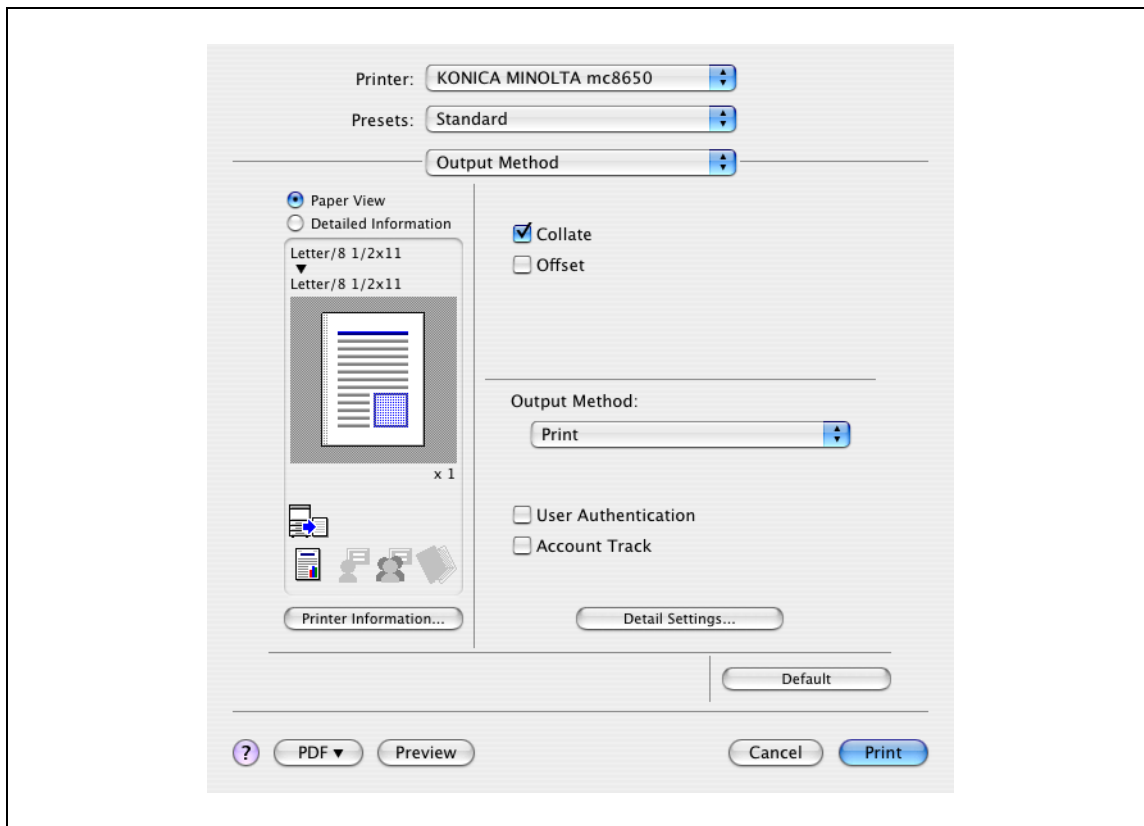 Printer: KONICA MINOLTA mc8650
Presets: Standard
Output Method
Paper View
Detailed Information
Letter/8 1/2x11
▼
Letter/8 1/2x11
x 1
Printer Information...
Collate
Offset
Output Method:
Print
User Authentication
Account Track
Detail Settings...
Default
? PDF ▼ Preview Cancel Print